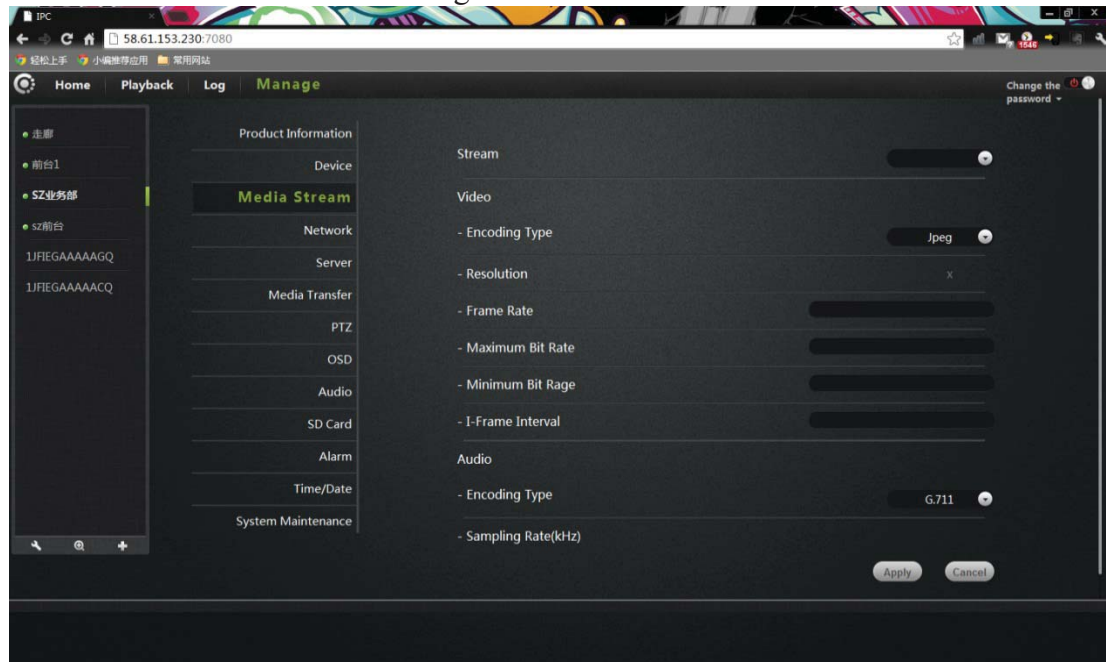 IPC
58.61.153.230:7080
1546
轻松上手 小编推荐应用 常用网站
Home Playback Log Manage Change the password
走廊
前台1
SZ业务部
sz前台
1JFIEGAAAAAGQ
1JFIEGAAAAACQ
Product Information
Device
Media Stream
Network
Server
Media Transfer
PTZ
OSD
Audio
SD Card
Alarm
Time/Date
System Maintenance
Stream
Video
- Encoding Type Jpeg
- Resolution x
- Frame Rate
- Maximum Bit Rate
- Minimum Bit Rage
- I-Frame Interval
Audio
- Encoding Type G.711
- Sampling Rate(kHz)
Apply Cancel